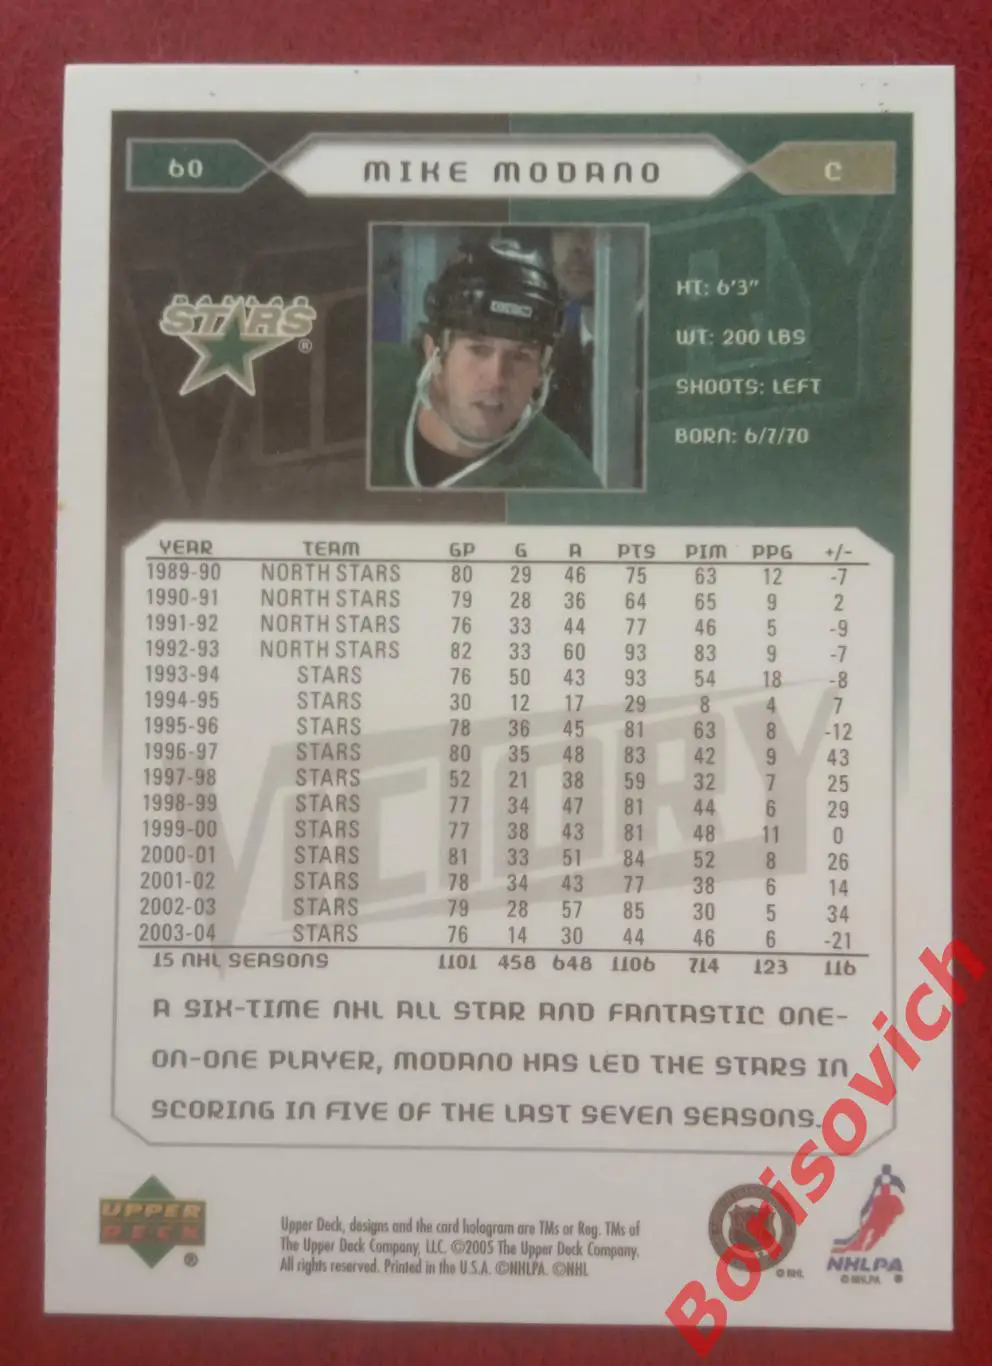 60 MIKE MODANO C
DALLAS
STARS ®
HT: 6'3"
WT: 200 LBS
SHOOTS: LEFT
BORN: 6/7/70
VICTORY
YEAR TEAM GP G A PTS PIM PPG +/-
1989-90 NORTH STARS 80 29 46 75 63 12 -7
1990-91 NORTH STARS 79 28 36 64 65 9 2
1991-92 NORTH STARS 76 33 44 77 46 5 -9
1992-93 NORTH STARS 82 33 60 93 83 9 -7
1993-94 STARS 76 50 43 93 54 18 -8
1994-95 STARS 30 12 17 29 8 4 7
1995-96 STARS 78 36 45 81 63 8 -12
1996-97 STARS 80 35 48 83 42 9 43
1997-98 STARS 52 21 38 59 32 7 25
1998-99 STARS 77 34 47 81 44 6 29
1999-00 STARS 77 38 43 81 48 11 0
2000-01 STARS 81 33 51 84 52 8 26
2001-02 STARS 78 34 43 77 38 6 14
2002-03 STARS 79 28 57 85 30 5 34
2003-04 STARS 76 14 30 44 46 6 -21
15 NHL SEASONS 1101 458 648 1106 714 123 116
A SIX-TIME NHL ALL STAR AND FANTASTIC ONE-
ON-ONE PLAYER, MODANO HAS LED THE STARS IN
SCORING IN FIVE OF THE LAST SEVEN SEASONS.
UPPER
DECK ®
Upper Deck, designs and the card hologram are TMs or Reg. TMs of
The Upper Deck Company, LLC. ©2005 The Upper Deck Company.
All rights reserved. Printed in the U.S.A. ©NHLPA. ©NHL
© NHL
NHLPA
© NHLPA ®
Borisovich